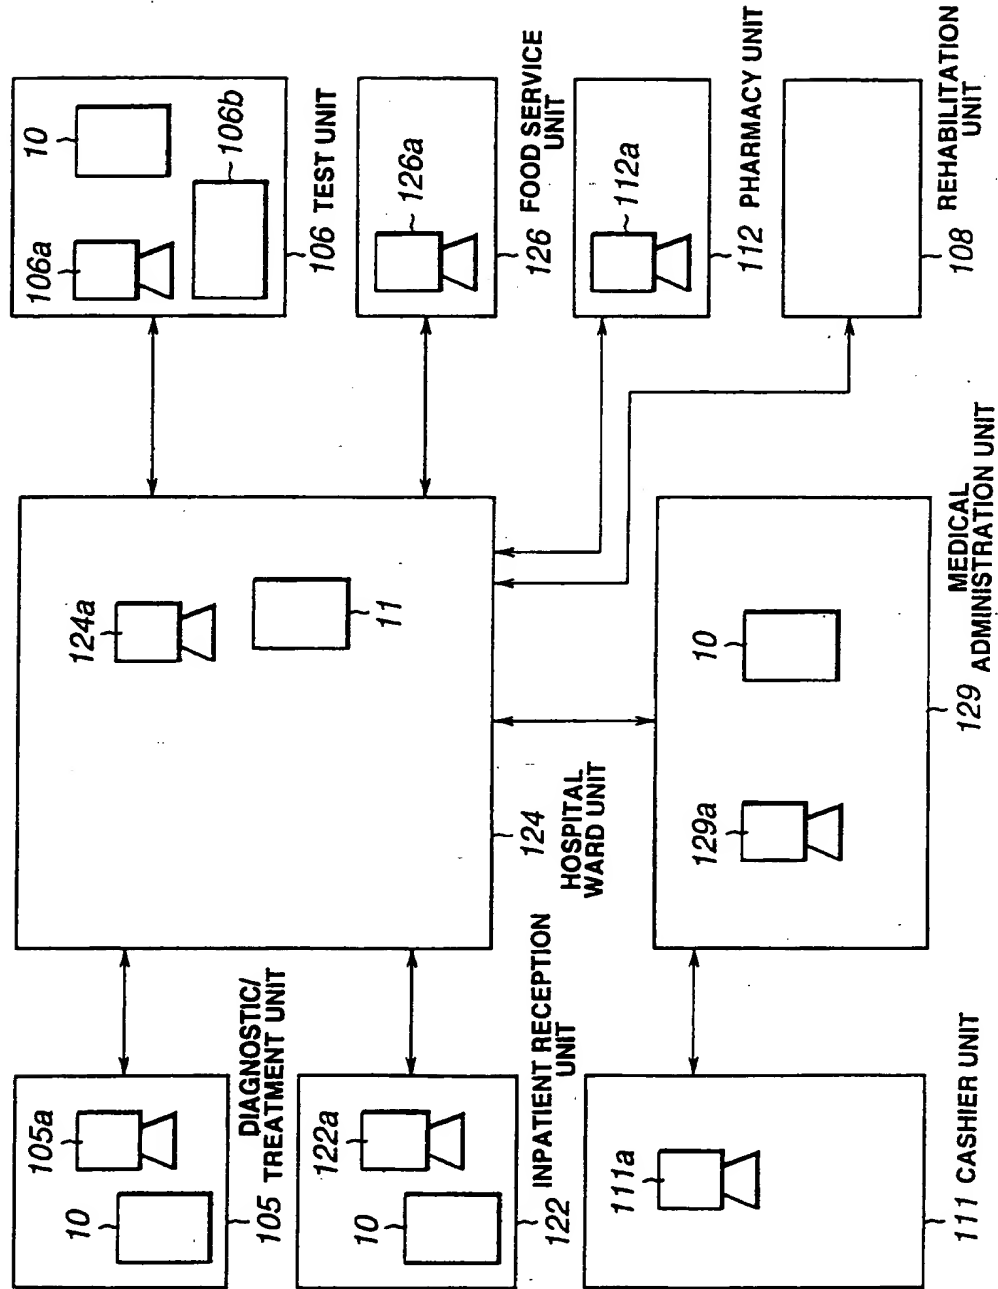 10
105a
105
DIAGNOSTIC/
TREATMENT UNIT
10
122a
122
INPATIENT RECEPTION
UNIT
111a
111 CASHIER UNIT
124a
11
124
HOSPITAL
WARD UNIT
129a
10
129
MEDICAL
ADMINISTRATION UNIT
106a
10
106b
106 TEST UNIT
126a
126
FOOD SERVICE
UNIT
112a
112 PHARMACY UNIT
108
REHABILITATION
UNIT